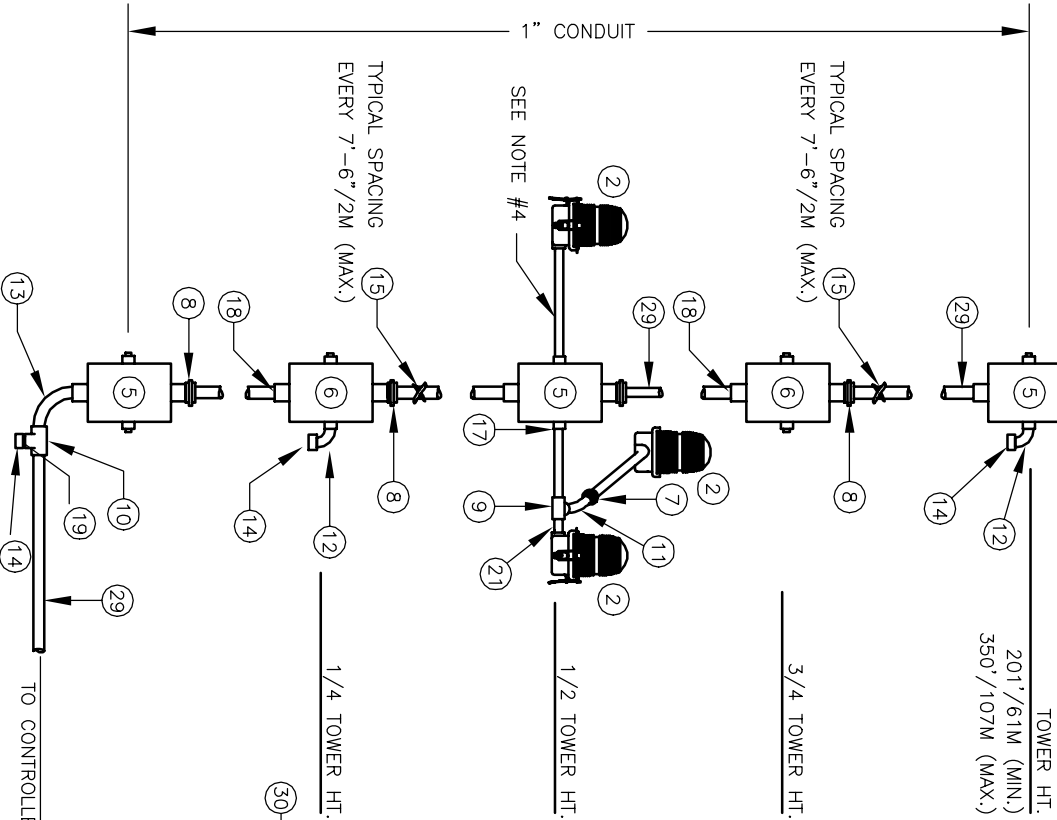 1" CONDUIT
TYPICAL SPACING
EVERY 7'-6"/2M (MAX.)
TYPICAL SPACING
EVERY 7'-6"/2M (MAX.)
SEE NOTE #4
2
15
8
29
18
15
29
13
18
5
6
5
6
5
8
17
8
14
12
14
10
19
14
12
8
9
7
2
11
21
2
29
TOWER HT.
201'/61M (MIN.)
350'/107M (MAX.)
3/4 TOWER HT.
1/2 TOWER HT.
1/4 TOWER HT.
30
TO CONTROLLE